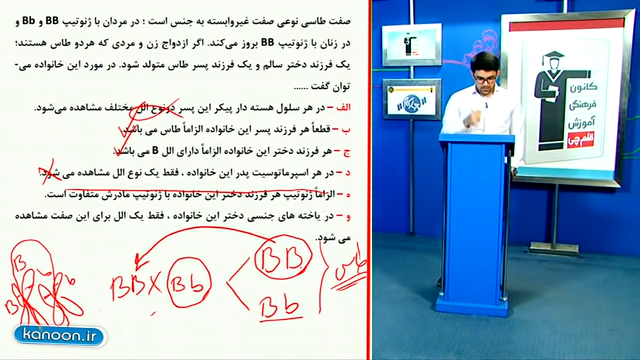 صفت طاسی نوعی صفت غیروابسته به جنس است ؛ در مردان با ژنوتیپ BB و Bb و
در زنان با ژنوتیپ BB بروز می‌کند. اگر ازدواج زن و مردی که هردو طاس هستند؛
یک فرزند دختر سالم و یک فرزند پسر طاس متولد شود. در مورد این خانواده می-
توان گفت ......
الف – در هر سلول هسته دار پیکر این پسر دونوع الل مختلف مشاهده می‌شود.
ب – قطعاً هر فرزند پسر این خانواده الزاماً طاس می باشد.
ج – هر فرزند دختر این خانواده الزاماً دارای الل B می باشد.
د – در هر اسپرماتوسیت پدر این خانواده ، فقط یک نوع الل مشاهده می شود.
ه – الزاماً ژنوتیپ هر فرزند دختر این خانواده با ژنوتیپ مادرش متفاوت است.
و – در یاخته های جنسی دختر این خانواده ، فقط یک الل برای این صفت مشاهده
می شود.
BB × Bb
BB
Bb
B
kanoon.ir
کانون
فرهنگی
آموزش
قلم‌چی